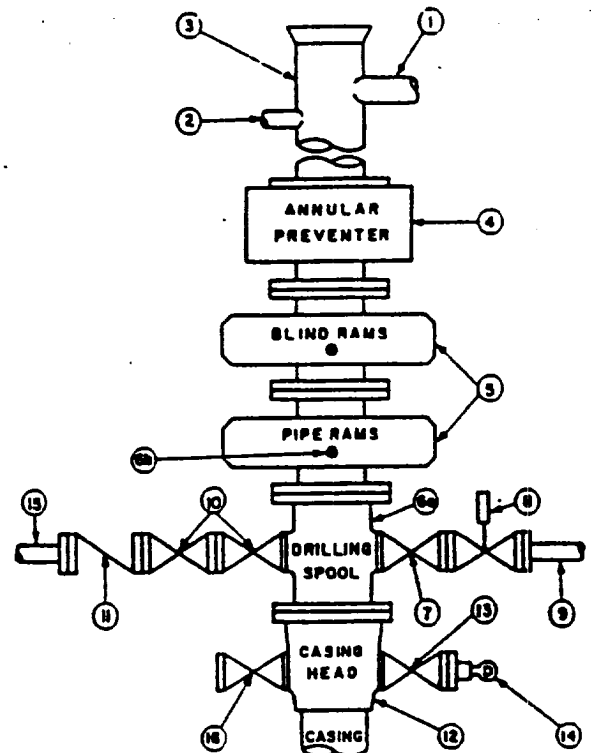 3
1
2
ANNULAR
PREVENTER
4
BLIND RAMS
5
PIPE RAMS
6b
6a
15
10
8
DRILLING
SPOOL
11
7
9
13
CASING
HEAD
16
12
14
CASING